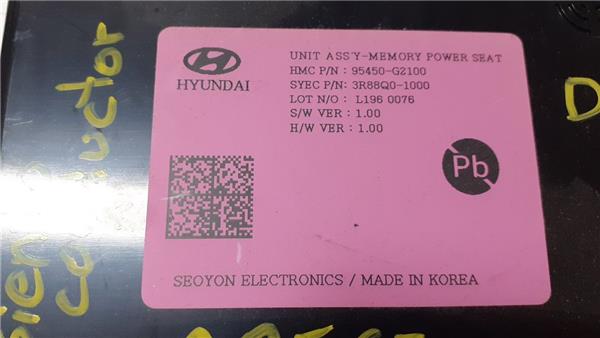 HYUNDAI
UNIT ASS'Y-MEMORY POWER SEAT
HMC P/N : 95450-G2100
SYEC P/N: 3R88Q0-1000
LOT N/O : L196 0076
S/W VER : 1.00
H/W VER : 1.00
Pb
SEOYON ELECTRONICS / MADE IN KOREA
D